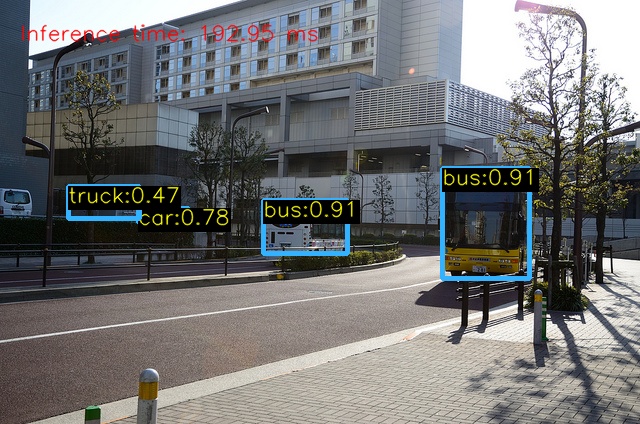 Inference time: 192.95 ms
bus:0.91
truck:0.47
bus:0.91
car:0.78